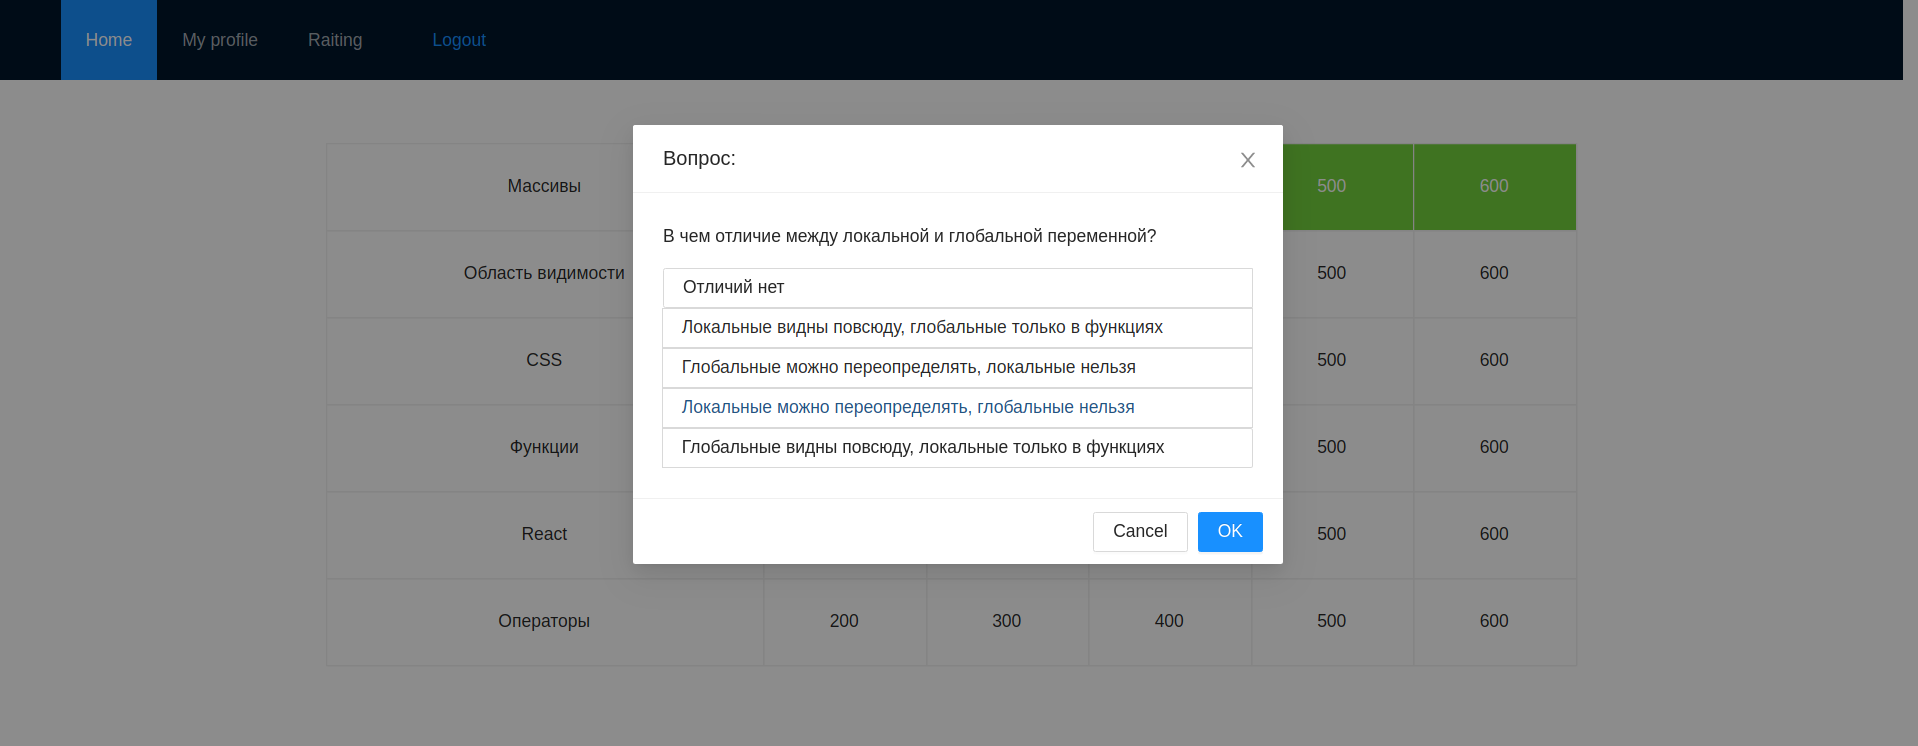 Home My profile Raiting Logout
Вопрос:
В чем отличие между локальной и глобальной переменной?
Отличий нет
Локальные видны повсюду, глобальные только в функциях
Глобальные можно переопределять, локальные нельзя
Локальные можно переопределять, глобальные нельзя
Глобальные видны повсюду, локальные только в функциях
Cancel OK
Массивы 500 600
Область видимости 500 600
CSS 500 600
Функции 500 600
React 500 600
Операторы 200 300 400 500 600